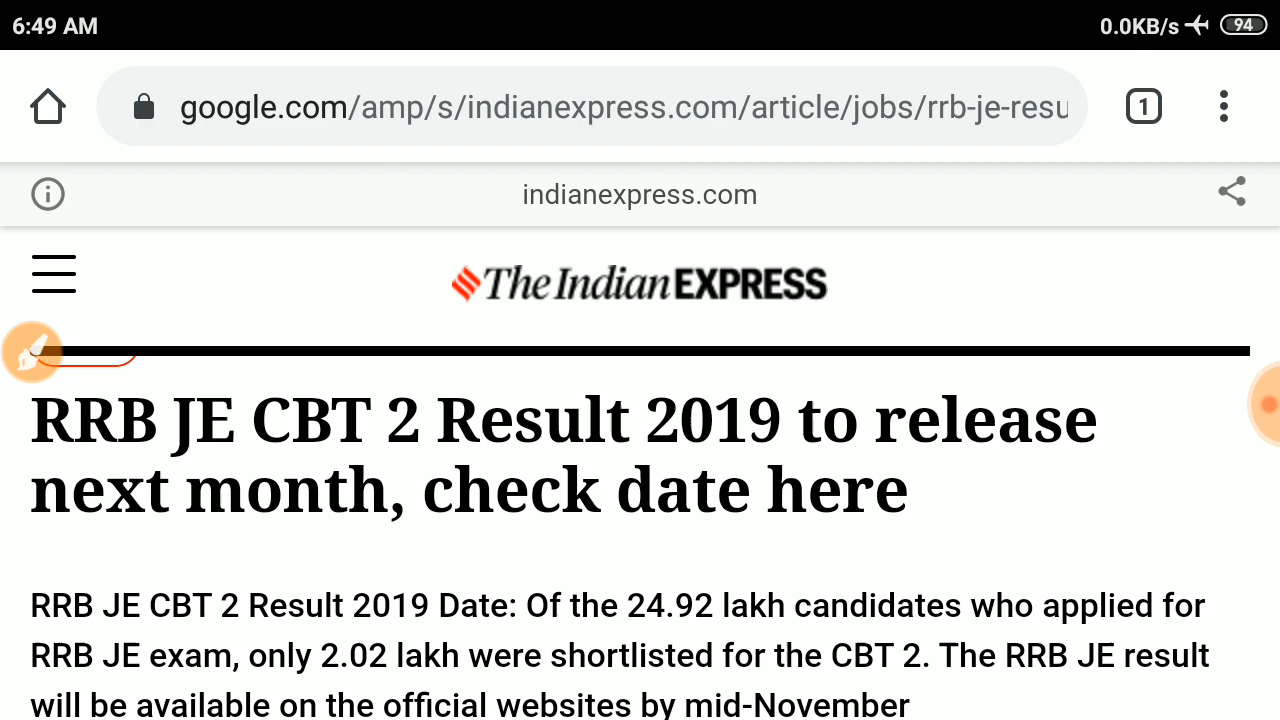 6:49 AM
0.0KB/s 94
google.com/amp/s/indianexpress.com/article/jobs/rrb-je-resu
1
indianexpress.com
The Indian EXPRESS
RRB JE CBT 2 Result 2019 to release
next month, check date here
RRB JE CBT 2 Result 2019 Date: Of the 24.92 lakh candidates who applied for
RRB JE exam, only 2.02 lakh were shortlisted for the CBT 2. The RRB JE result
will be available on the official websites by mid-November